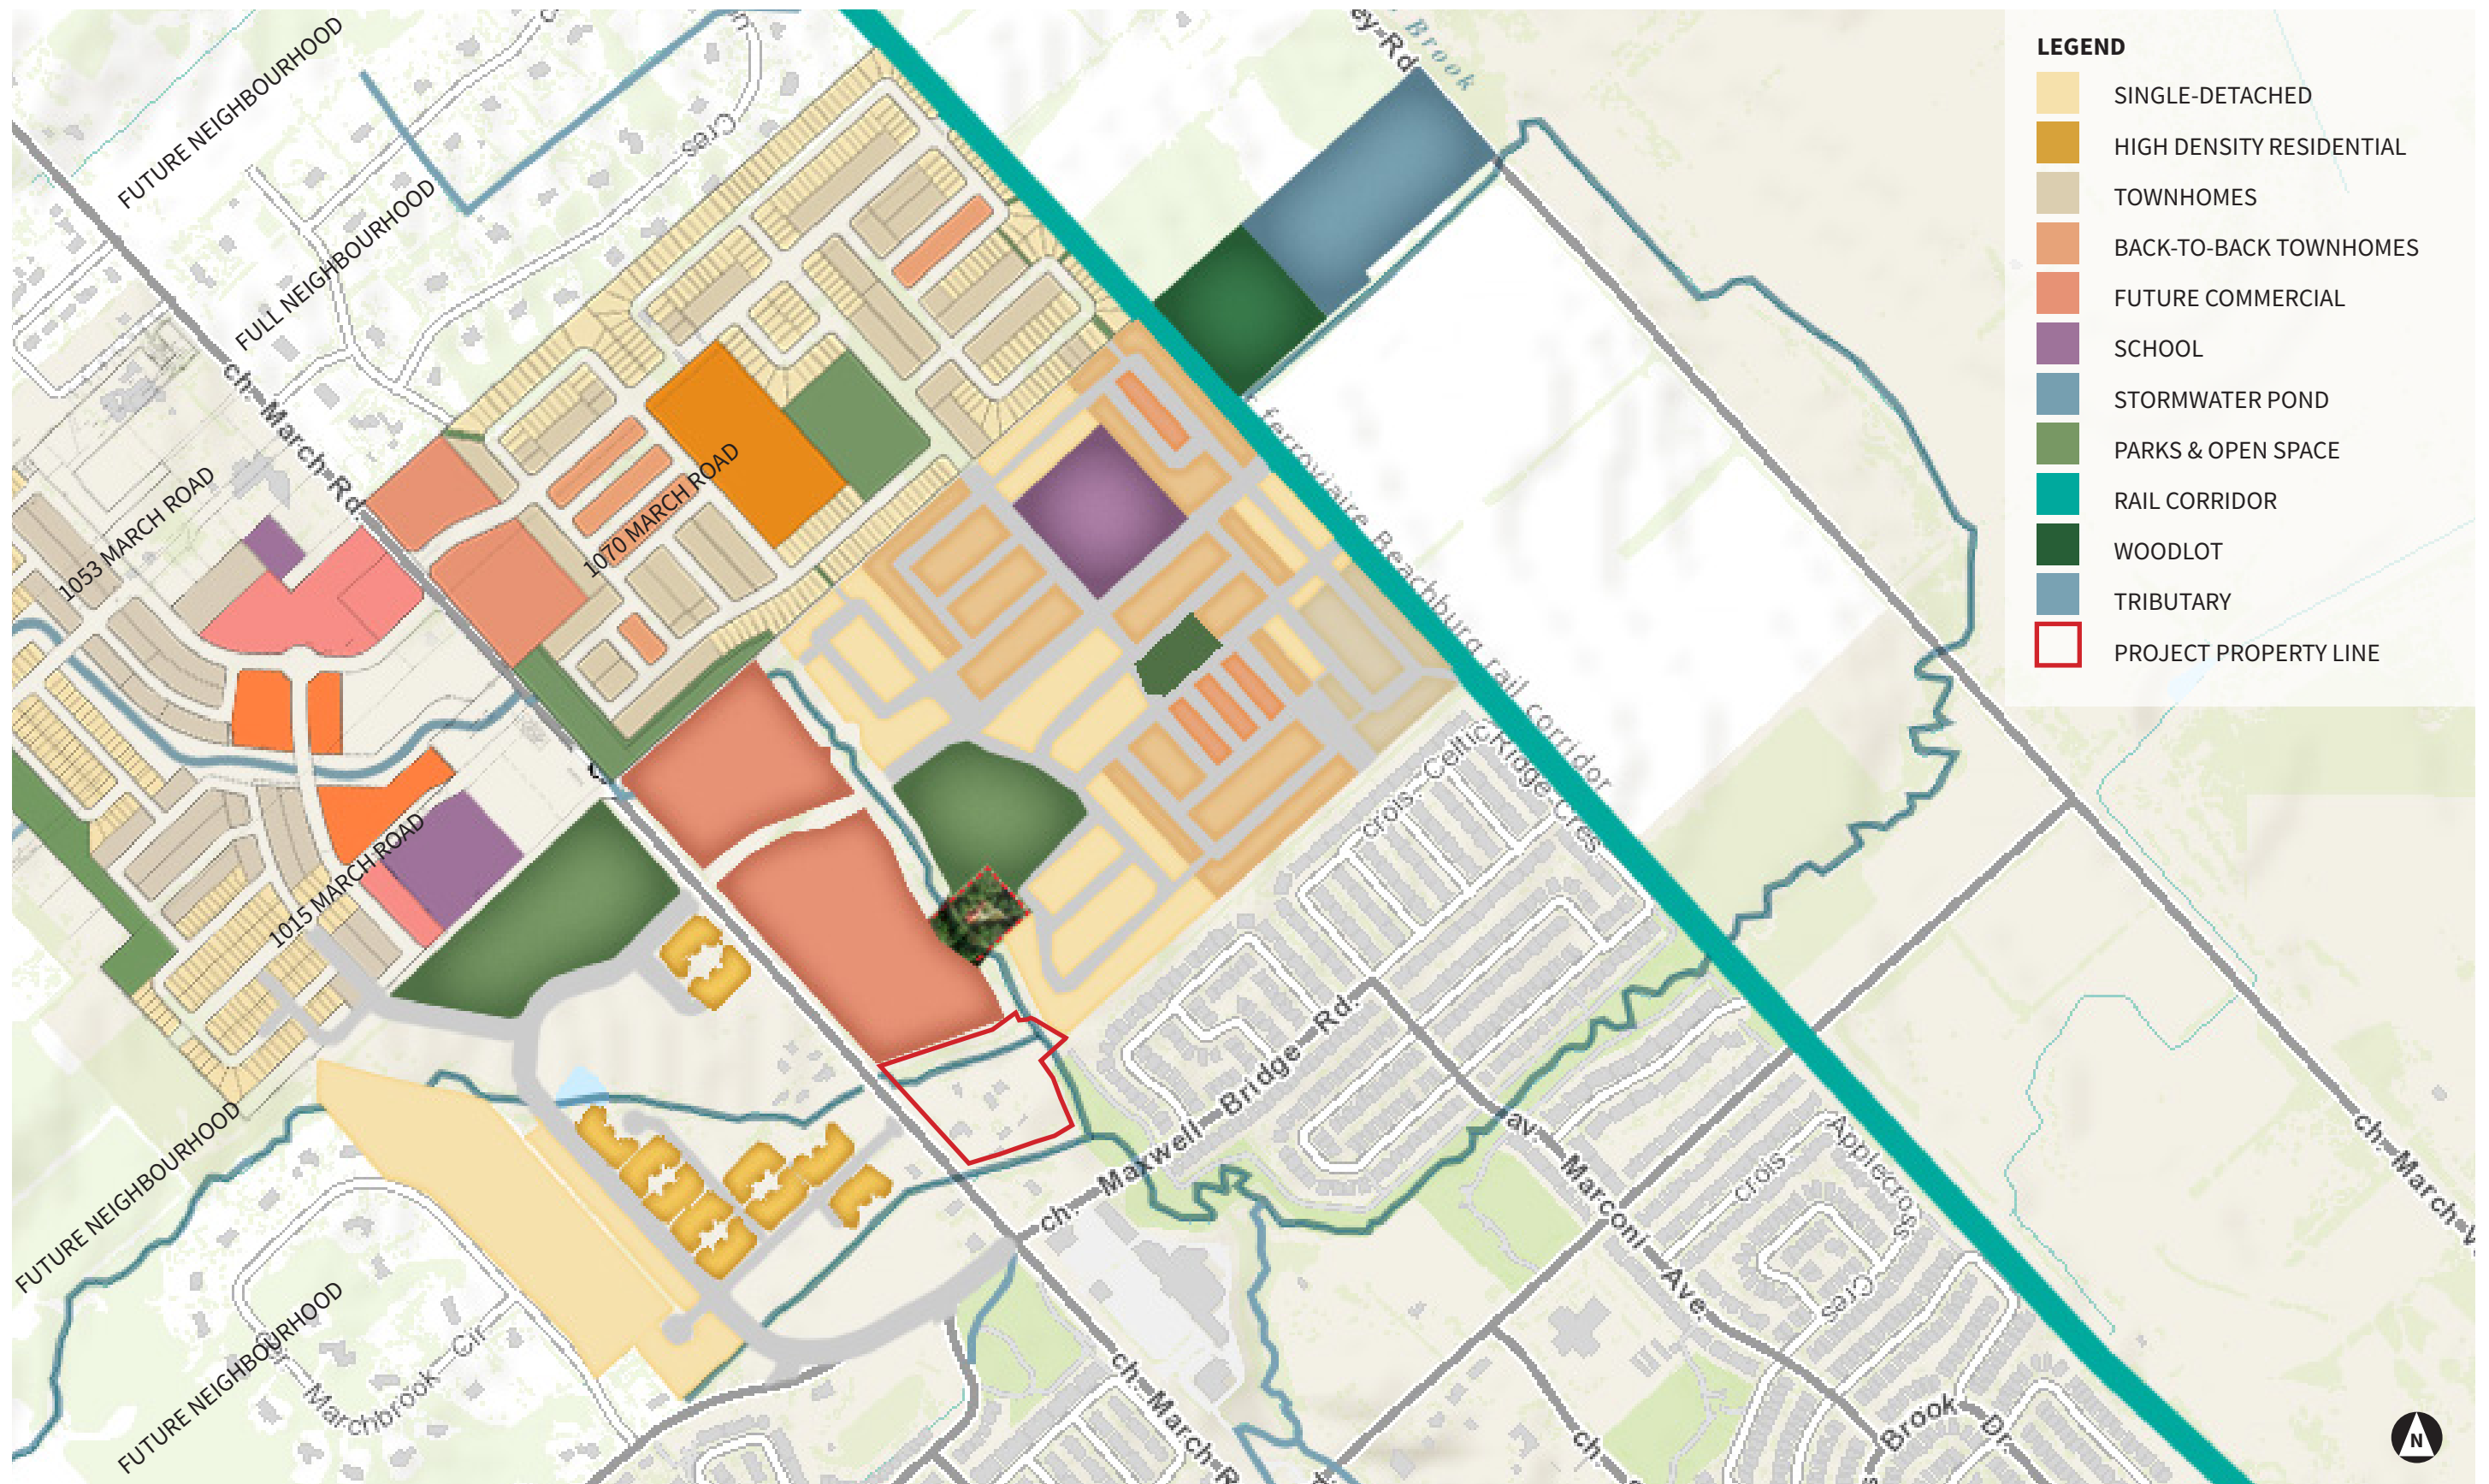 LEGEND
SINGLE-DETACHED
HIGH DENSITY RESIDENTIAL
TOWNHOMES
BACK-TO-BACK TOWNHOMES
FUTURE COMMERCIAL
SCHOOL
STORMWATER POND
PARKS & OPEN SPACE
RAIL CORRIDOR
WOODLOT
TRIBUTARY
PROJECT PROPERTY LINE
FUTURE NEIGHBOURHOOD
FULL NEIGHBOURHOOD
Cres
ey Rd
Brook
ch. March Rd.
1053 MARCH ROAD
1070 MARCH ROAD
ferroviaire Beachburg rail corridor
crois. Celtic Ridge Cres.
1015 MARCH ROAD
ch. Maxwell Bridge Rd.
av. Marconi Ave.
crois Applecross Cres
FUTURE NEIGHBOURHOOD
FUTURE NEIGHBOURHOOD
Marchbrook Cir
ch. March R
ch. March V
Brook Dr.
ch.
N